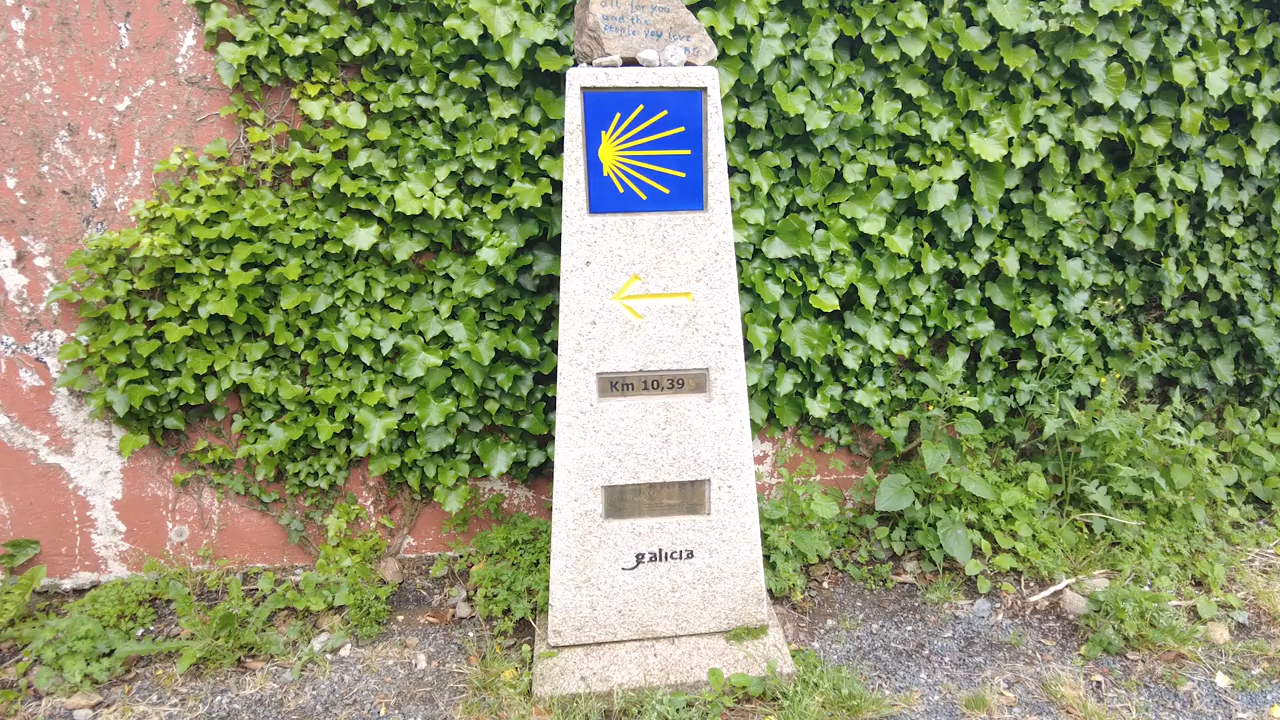 all for you
and the
people you love
Km 10,39
galicia